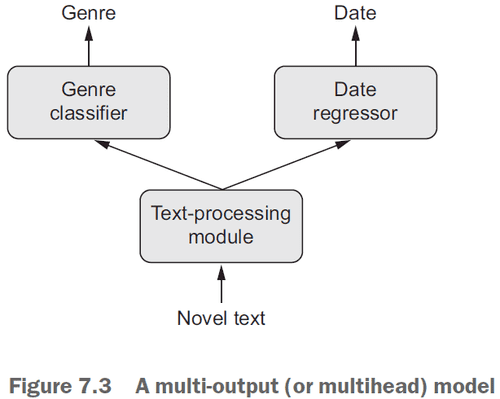 Genre
Date
Genre
classifier
Date
regressor
Text-processing
module
Novel text
Figure 7.3 A multi-output (or multihead) model